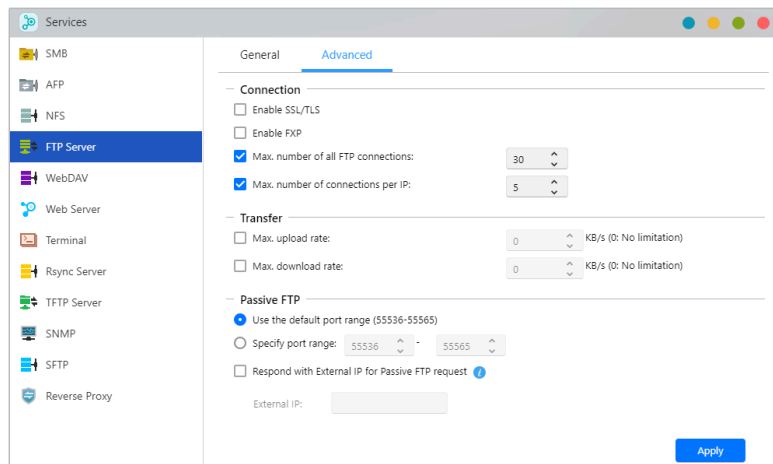 Services
SMB
AFP
NFS
FTP Server
WebDAV
Web Server
Terminal
Rsync Server
TFTP Server
SNMP
SFTP
Reverse Proxy
General Advanced
Connection
Enable SSL/TLS
Enable FXP
Max. number of all FTP connections: 30
Max. number of connections per IP: 5
Transfer
Max. upload rate: 0 KB/s (0: No limitation)
Max. download rate: 0 KB/s (0: No limitation)
Passive FTP
Use the default port range (55536-55565)
Specify port range: 55536 - 55565
Respond with External IP for Passive FTP request i
External IP:
Apply